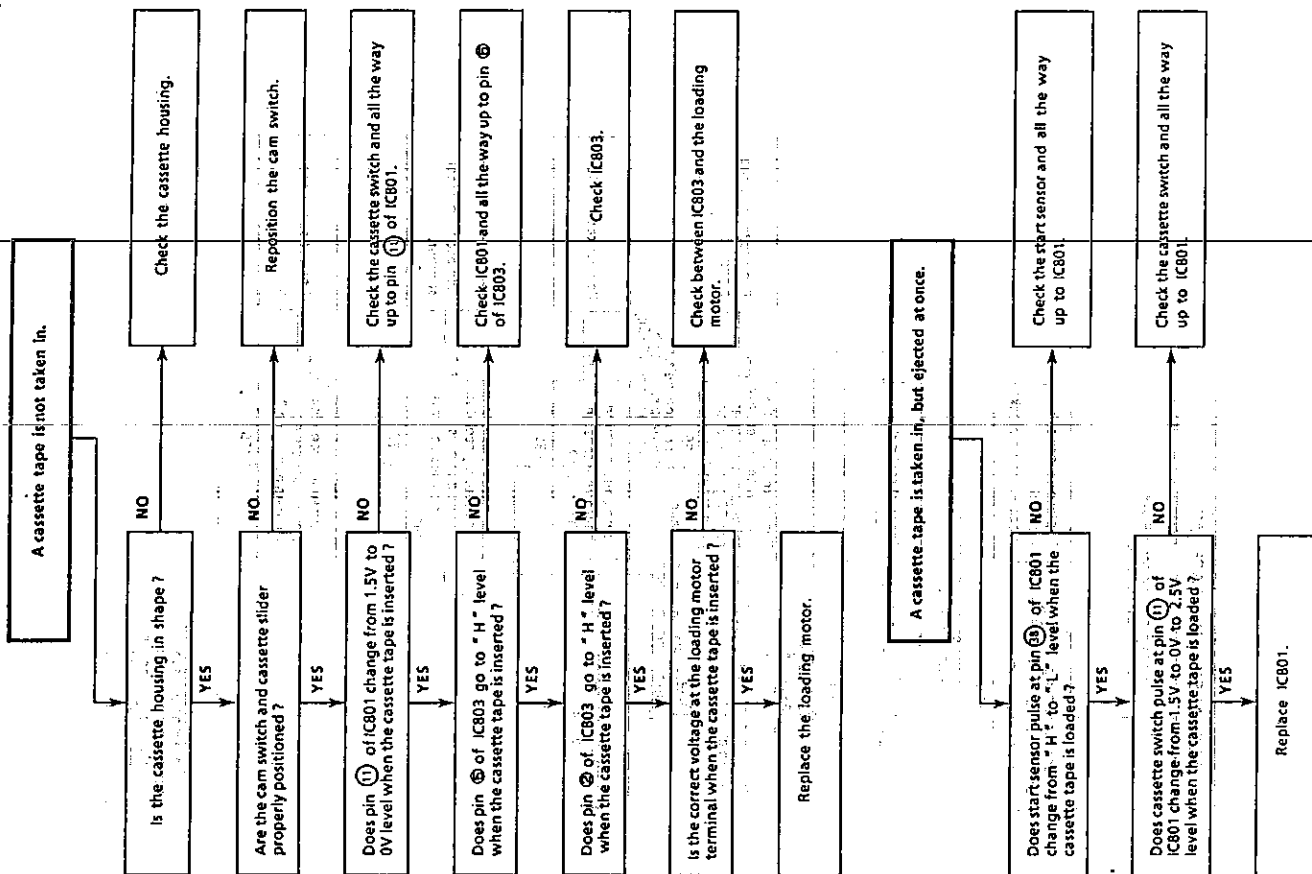 A cassette tape is not taken in.
Is the cassette housing in shape ?
NO
Check the cassette housing.
YES
Are the cam switch and cassette slider
properly positioned ?
NO
Reposition the cam switch.
YES
Does pin ⑪ of IC801 change from 1.5V to
0V level when the cassette tape is inserted ?
NO
Check the cassette switch and all the way
up to pin ⑪ of IC801.
YES
Does pin ⑥ of IC803 go to "H" level
when the cassette tape is inserted ?
NO
Check IC801 and all the way up to pin ⑥
of IC803.
YES
Does pin ② of IC803 go to "H" level
when the cassette tape is inserted ?
NO
Check IC803.
YES
Is the correct voltage at the loading motor
terminal when the cassette tape is inserted ?
NO
Check between IC803 and the loading
motor.
YES
Replace the loading motor.
A cassette tape is taken in, but ejected at once.
Does start sensor pulse at pin ㊳ of IC801
change from "H" to "L" level when the
cassette tape is loaded ?
NO
Check the start sensor and all the way
up to IC801.
YES
Does cassette switch pulse at pin ⑪ of
IC801 change from 1.5V to 0V to 2.5V
level when the cassette tape is loaded ?
NO
Check the cassette switch and all the way
up to IC801.
YES
Replace IC801.